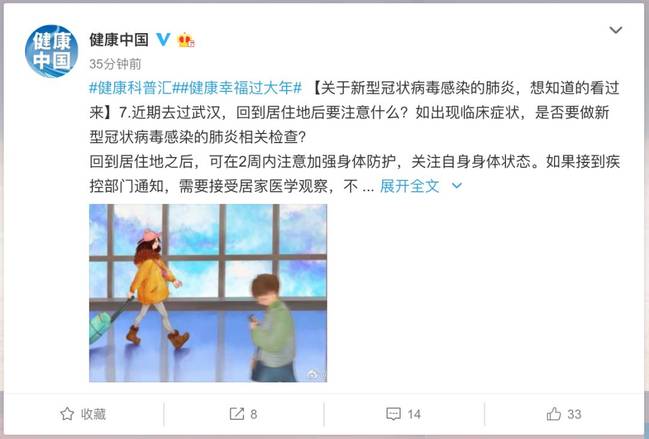 健康
中国
健康中国
35分钟前
#健康科普汇##健康幸福过大年# 【关于新型冠状病毒感染的肺炎，想知道的看过
来】7.近期去过武汉，回到居住地后要注意什么？如出现临床症状，是否要做新
型冠状病毒感染的肺炎相关检查？
回到居住地之后，可在2周内注意加强身体防护，关注自身身体状态。如果接到疾
控部门通知，需要接受居家医学观察，不 ... 展开全文
收藏
8
14
33